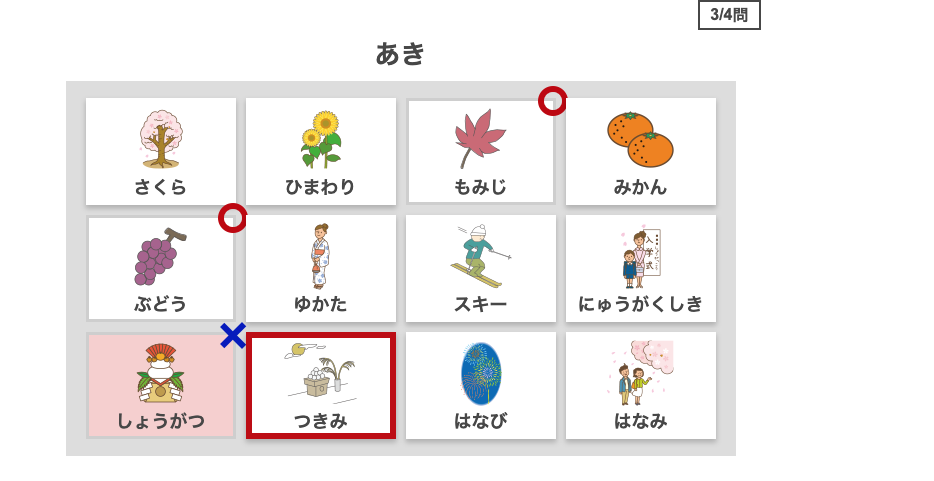 3/4問
あき
さくら
ひまわり
もみじ
みかん
ぶどう
ゆかた
スキー
入学式
にゅうがくしき
しょうがつ
つきみ
はなび
はなみ